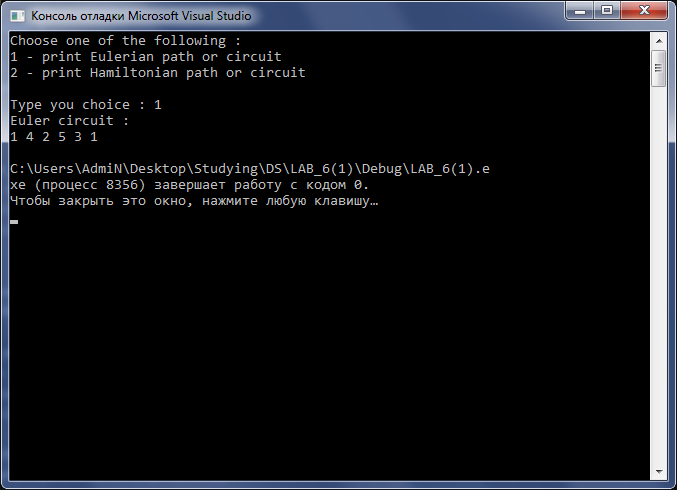 Консоль отладки Microsoft Visual Studio
Choose one of the following :
1 - print Eulerian path or circuit
2 - print Hamiltonian path or circuit
Type you choice : 1
Euler circuit :
1 4 2 5 3 1
C:\Users\AdmiN\Desktop\Studying\DS\LAB_6(1)\Debug\LAB_6(1).e
xe (процесс 8356) завершает работу с кодом 0.
Чтобы закрыть это окно, нажмите любую клавишу…